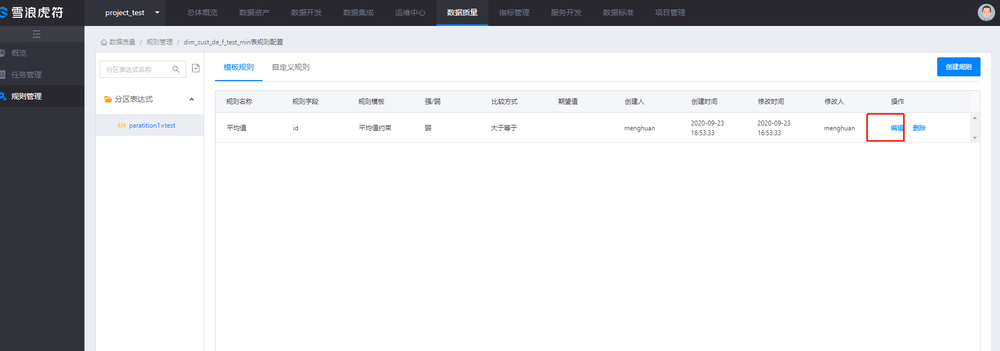 雪浪虎符
project_test
总体概览
数据资产
数据开发
数据集成
运维中心
数据质量
指标管理
服务开发
数据标准
项目管理
概览
任务管理
规则管理
数据质量 / 规则管理 / dim_cust_de_f_test_min表规则配置
分区表达式名称
分区表达式
paratition1=test
模板规则
自定义规则
创建规则
规则名称
规则字段
规则模板
强/弱
比较方式
期望值
创建人
创建时间
修改时间
修改人
操作
平均值
id
平均值约束
弱
大于等于
menghuan
2020-09-23
16:53:33
2020-09-23
16:53:33
menghuan
编辑
删除